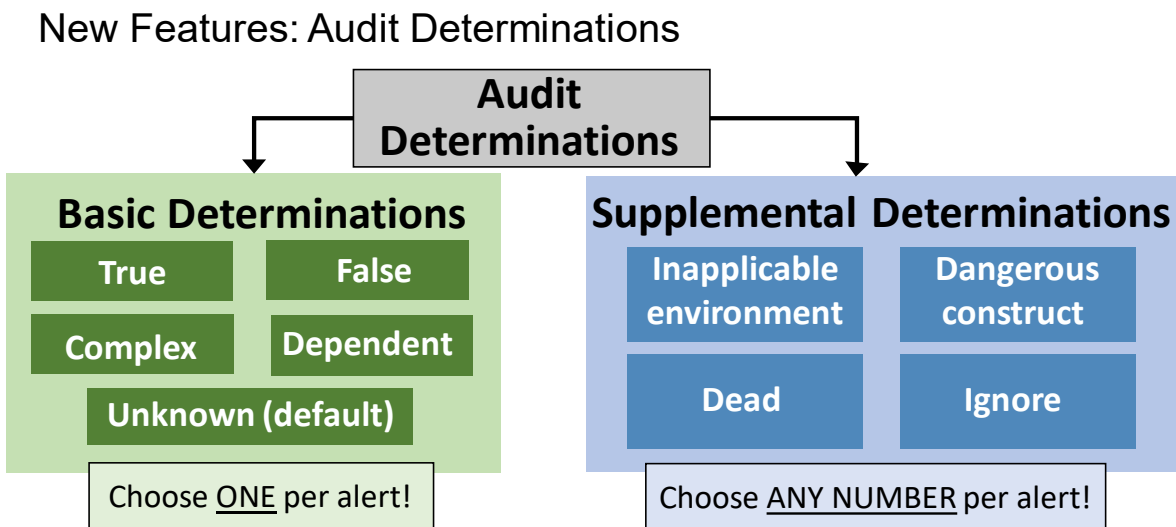 New Features: Audit Determinations
Audit
Determinations
Basic Determinations
True
False
Complex
Dependent
Unknown (default)
Choose ONE per alert!
Supplemental Determinations
Inapplicable
environment
Dangerous
construct
Dead
Ignore
Choose ANY NUMBER per alert!